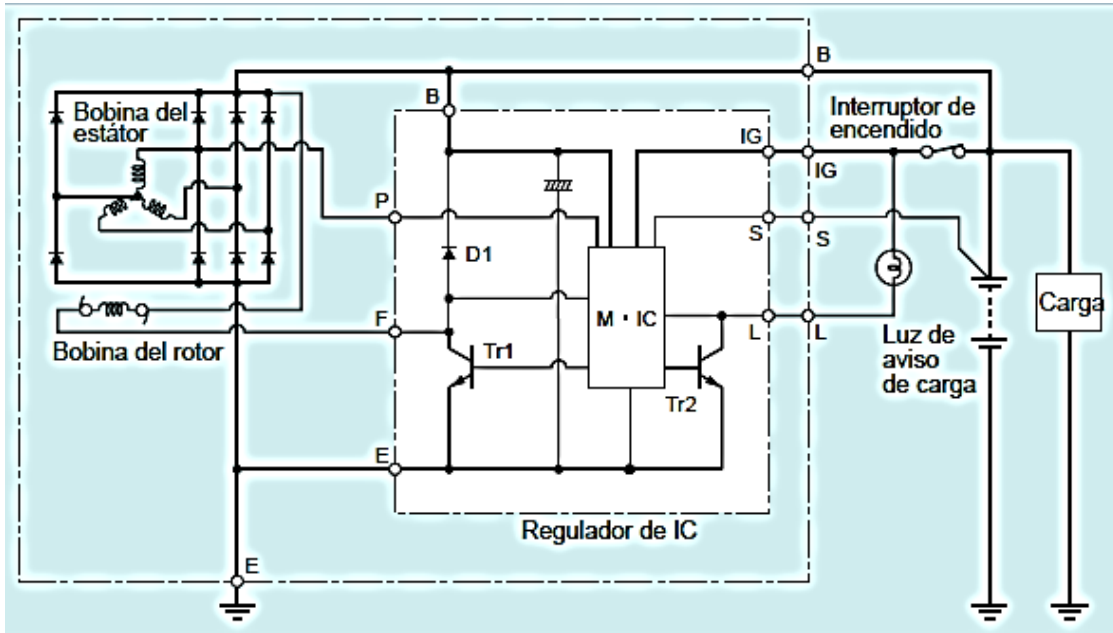 B
Bobina del
estátor
B
Interruptor de
encendido
IG
IG
P
S
S
D1
M · IC
Carga
F
L
L
Bobina del rotor
Tr1
Luz de
aviso
de carga
Tr2
E
Regulador de IC
E